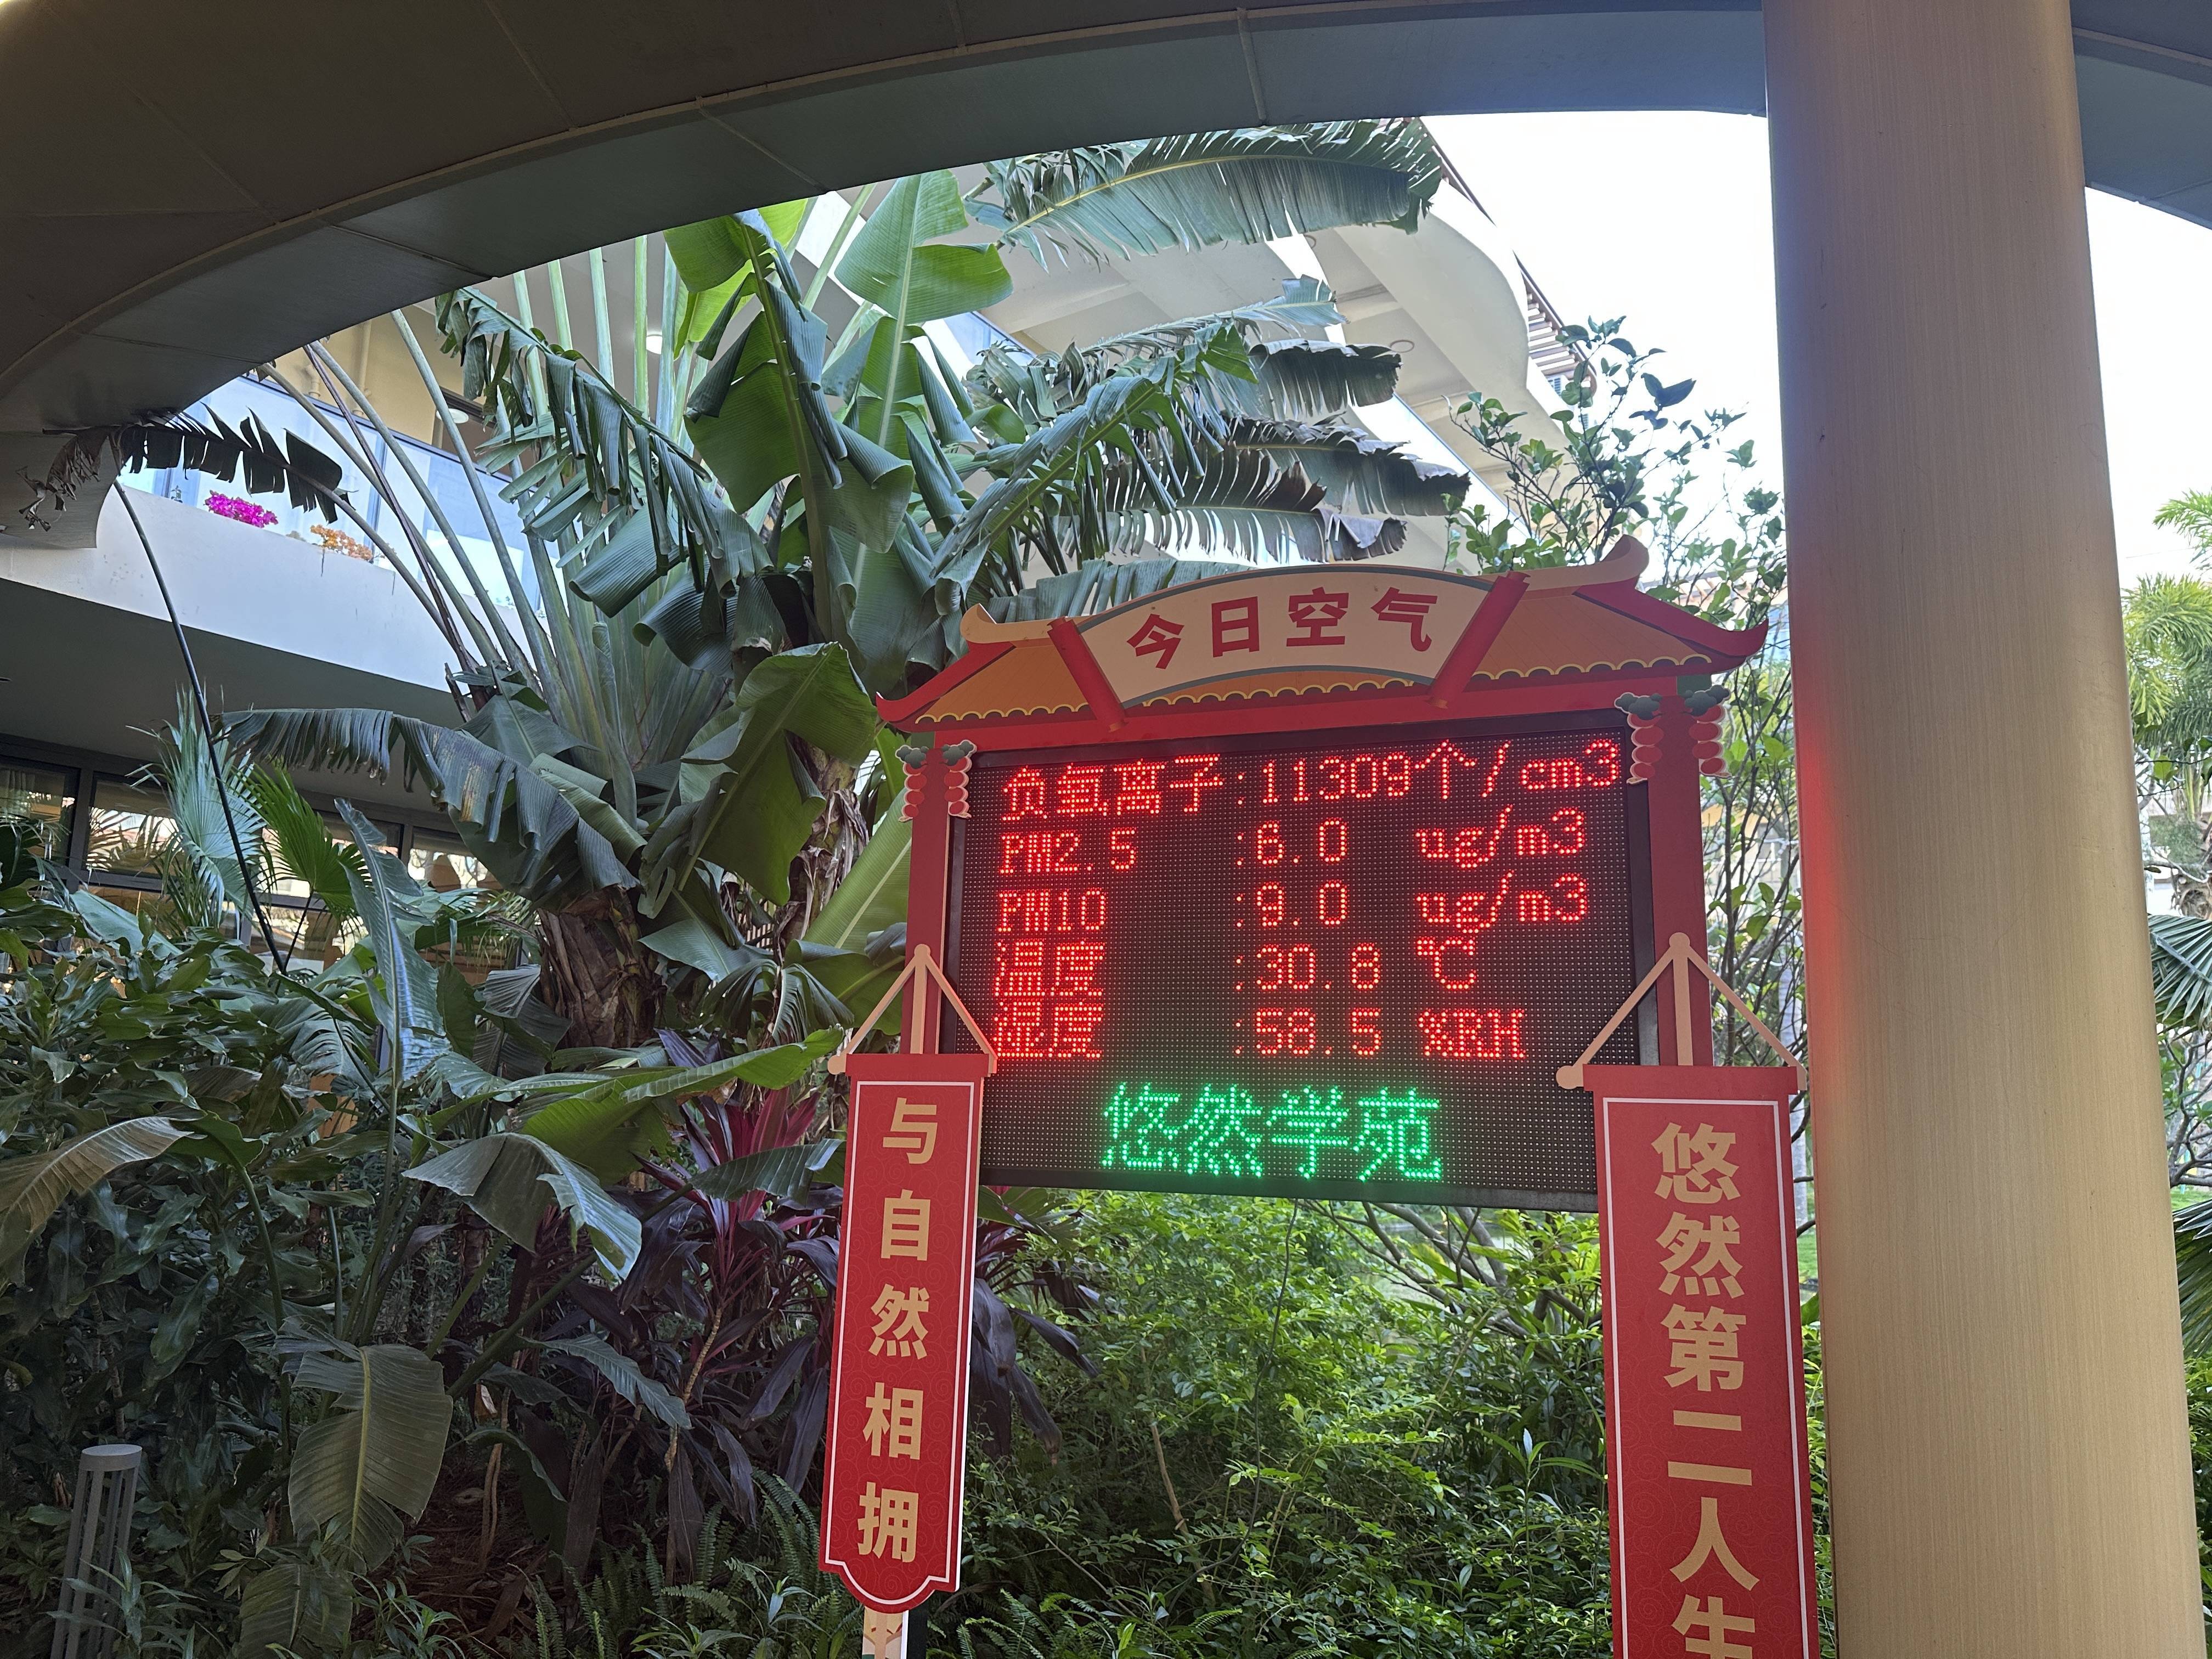 今日空气
负氧离子:11309个/cm3
PM2.5 :6.0 ug/m3
PM10 :9.0 ug/m3
温度 :30.8 ℃
湿度 :58.5 %RH
悠然学苑
与自然相拥
悠然第二人生